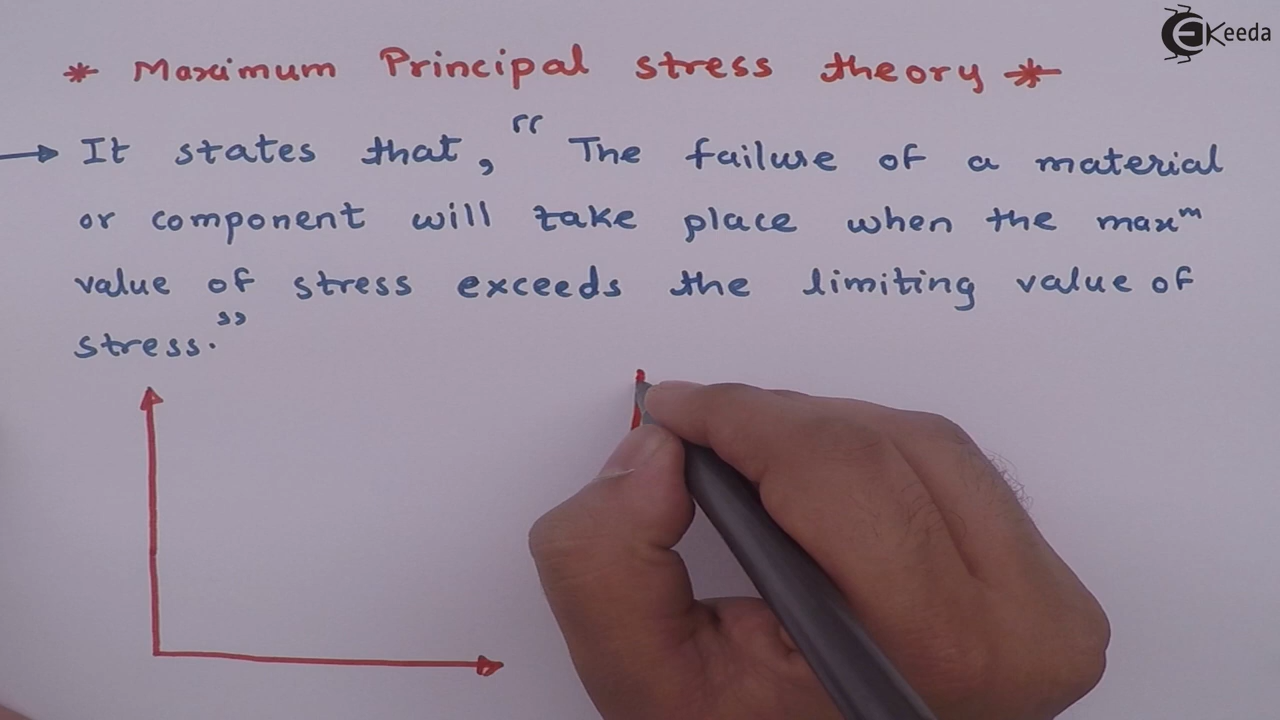 Keeda
* Maximum Principal stress theory *
→ It states that, "The failure of a material
or component will take place when the maxᵐ
value of stress exceeds the limiting value of
stress."